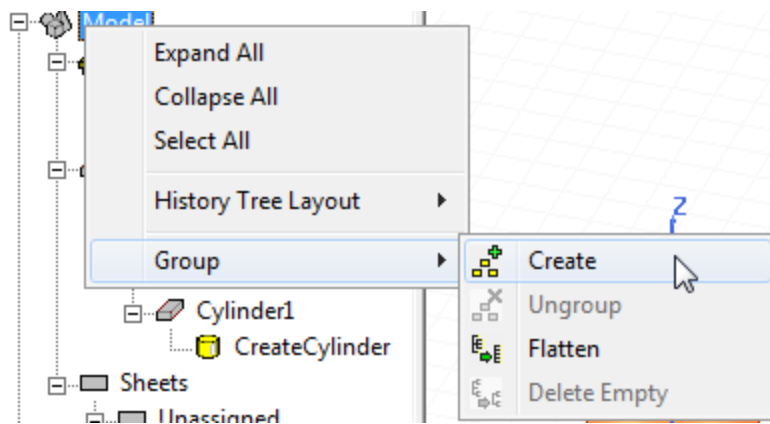 Model
Expand All
Collapse All
Select All
History Tree Layout
Z
Group
Create
Ungroup
Cylinder1
CreateCylinder
Flatten
Sheets
Delete Empty
Unassigned